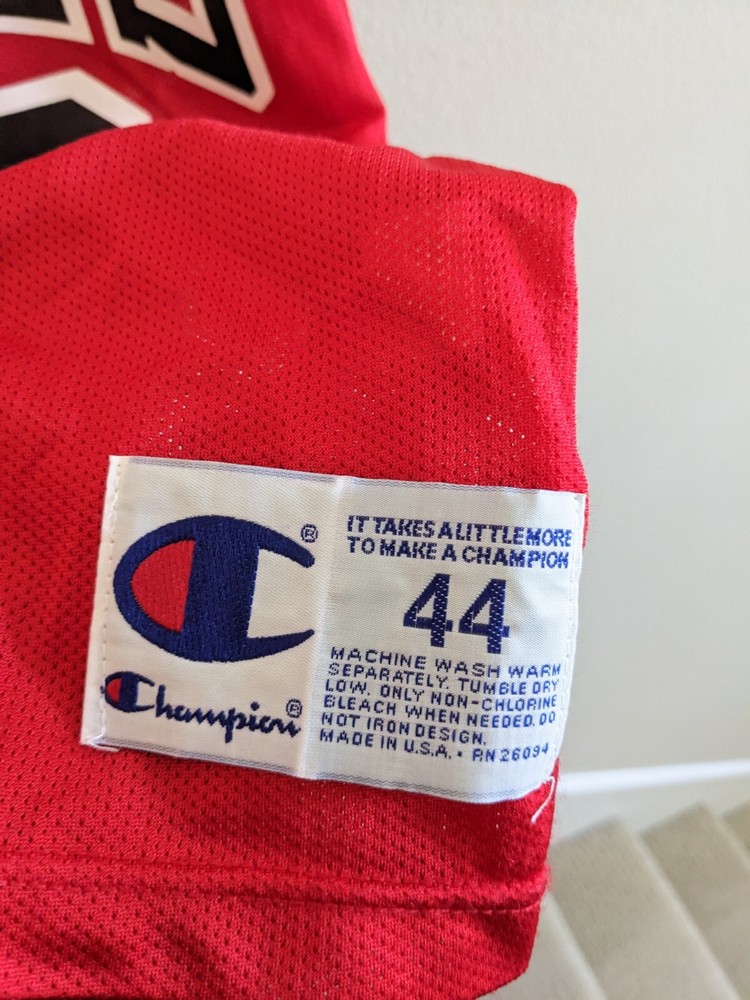 ®
Champion®
IT TAKES A LITTLE MORE
TO MAKE A CHAMPION
44
MACHINE WASH WARM
SEPARATELY. TUMBLE DRY
LOW. ONLY NON-CHLORINE
BLEACH WHEN NEEDED. DO
NOT IRON DESIGN.
MADE IN U.S.A. • RN 26094